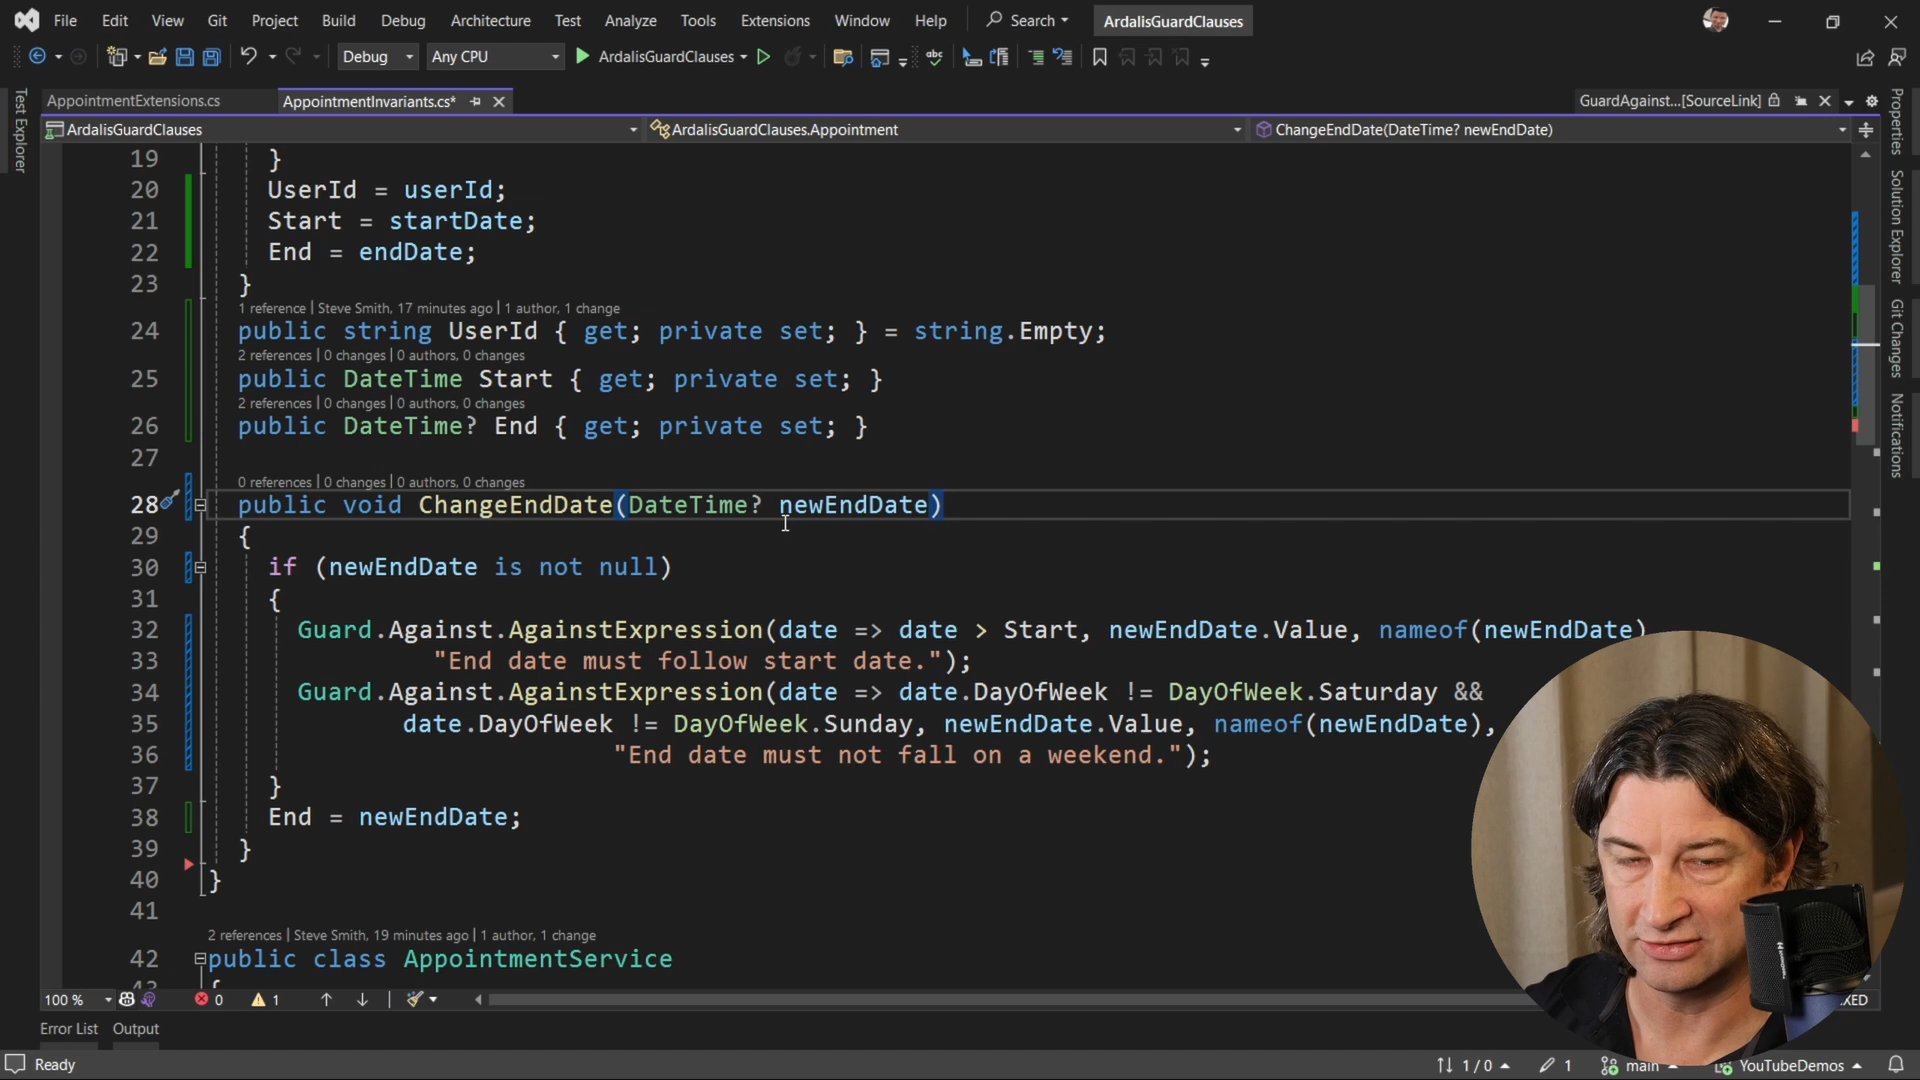 File Edit View Git Project Build Debug Architecture Test Analyze Tools Extensions Window Help Search ArdalisGuardClauses
Debug Any CPU ArdalisGuardClauses
AppointmentExtensions.cs AppointmentInvariants.cs* GuardAgainst...[SourceLink]
ArdalisGuardClauses ArdalisGuardClauses.Appointment ChangeEndDate(DateTime? newEndDate)
Test Explorer
Properties
Solution Explorer
Git Changes
Notifications
19 }
20 UserId = userId;
21 Start = startDate;
22 End = endDate;
23 }
1 reference | Steve Smith, 17 minutes ago | 1 author, 1 change
24 public string UserId { get; private set; } = string.Empty;
2 references | 0 changes | 0 authors, 0 changes
25 public DateTime Start { get; private set; }
2 references | 0 changes | 0 authors, 0 changes
26 public DateTime? End { get; private set; }
27
0 references | 0 changes | 0 authors, 0 changes
28 public void ChangeEndDate(DateTime? newEndDate)
29 {
30 if (newEndDate is not null)
31 {
32 Guard.Against.AgainstExpression(date => date > Start, newEndDate.Value, nameof(newEndDate)
33 "End date must follow start date.");
34 Guard.Against.AgainstExpression(date => date.DayOfWeek != DayOfWeek.Saturday &&
35 date.DayOfWeek != DayOfWeek.Sunday, newEndDate.Value, nameof(newEndDate),
36 "End date must not fall on a weekend.");
37 }
38 End = newEndDate;
39 }
40 }
41
2 references | Steve Smith, 19 minutes ago | 1 author, 1 change
42 public class AppointmentService
100 % 0 1
Error List Output
Ready 1 / 0 1 main YouTubeDemos